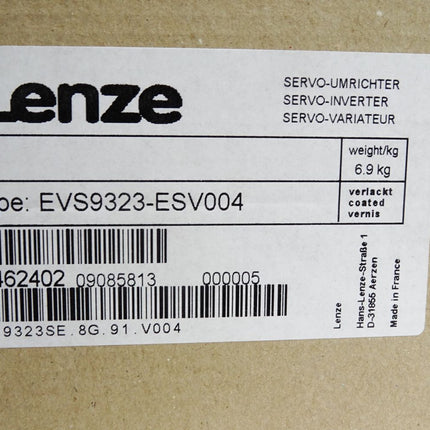 Lenze
SERVO-UMRICHTER
SERVO-INVERTER
SERVO-VARIATEUR
weight/kg
6.9 kg
pe: EVS9323-ESV004
verlackt
coated
vernis
462402 09085813 000005
9323SE.8G.91.V004
Lenze
Hans-Lenze-Straße 1
D-31855 Aerzen
Made in France